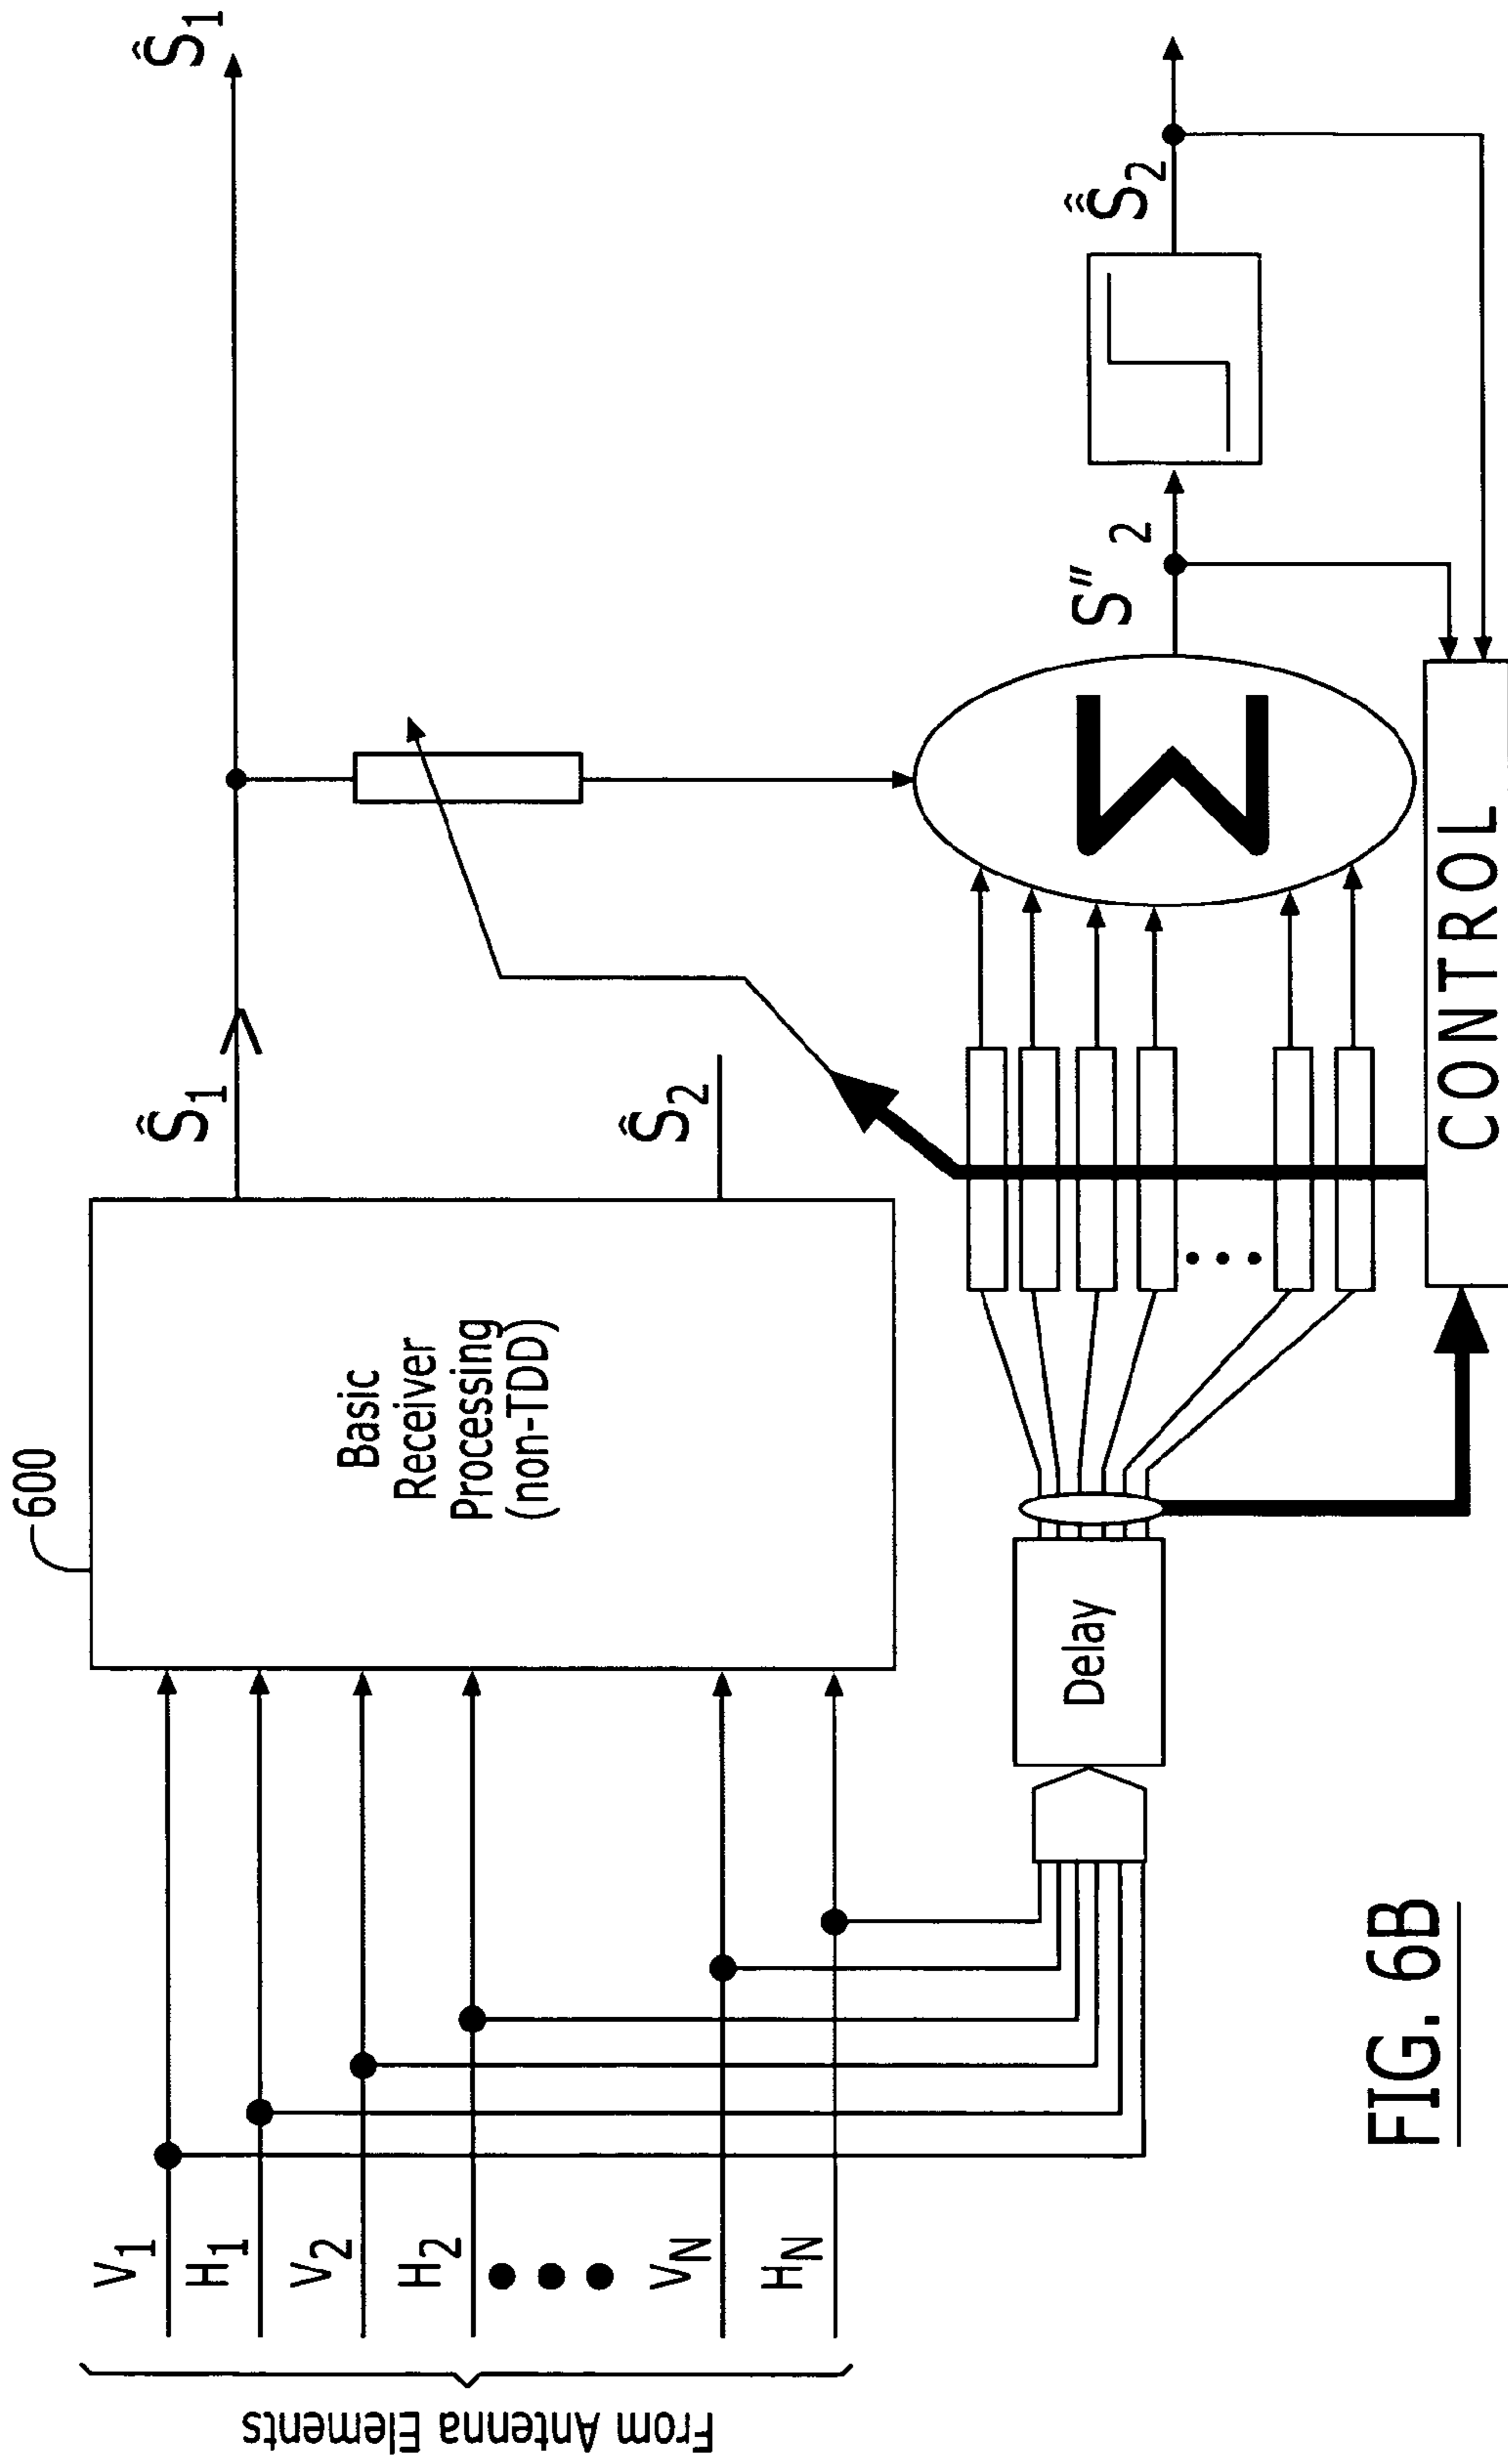 From Antenna Elements
V1
H1
V2
H2
VN
HN
600
Basic
Receiver
Processing
(non-TDD)
Ŝ1
Ŝ2
Ŝ1
Delay
Σ
CONTROL
S″2
Ŝ̂2
FIG. 6B